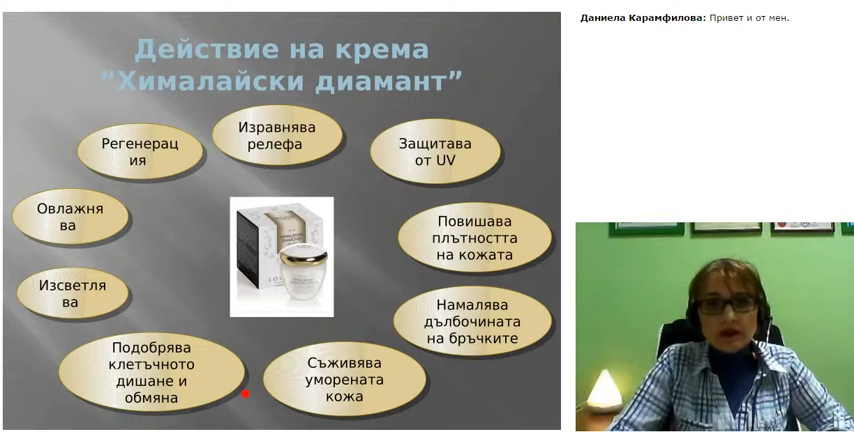 Действие на крема
“Хималайски диамант”
Изравнява
релефа
Регенерац
ия
Защитава
от UV
Овлажня
ва
Повишава
плътността
на кожата
Изсветля
ва
Намалява
дълбочината
на бръчките
Подобрява
клетъчното
дишане и
обмяна
Съживява
уморената
кожа
Даниела Карамфилова: Привет и от мен.